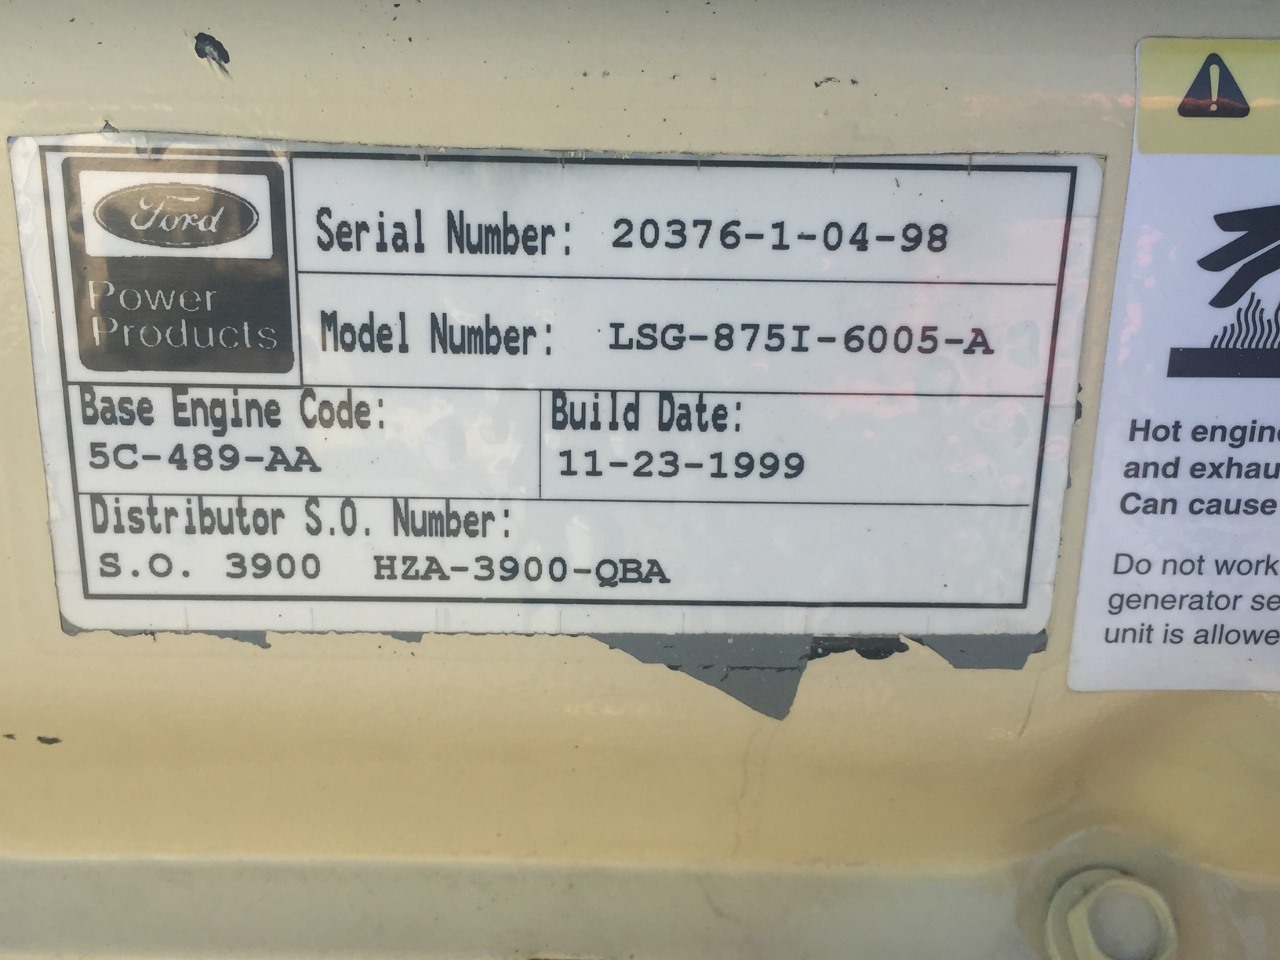 Ford
Power
Products
Serial Number: 20376-1-04-98
Model Number: LSG-875I-6005-A
Base Engine Code:
5C-489-AA
Build Date:
11-23-1999
Distributor S.O. Number:
S.O. 3900 HZA-3900-QBA
Hot engine
and exhau
Can cause
Do not work
generator se
unit is allowe